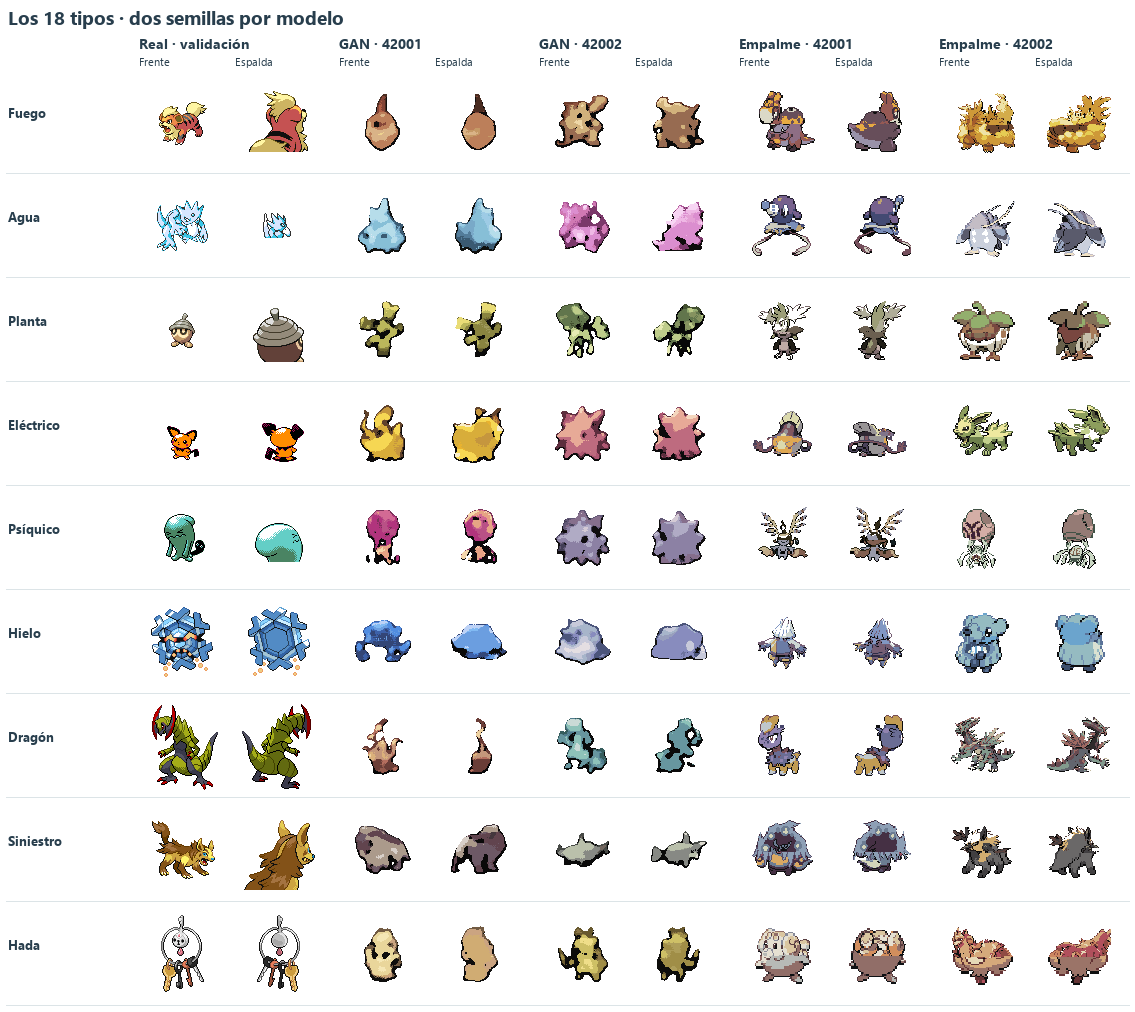 Los 18 tipos · dos semillas por modelo
Real · validación GAN · 42001 GAN · 42002 Empalme · 42001 Empalme · 42002
Frente Espalda Frente Espalda Frente Espalda Frente Espalda Frente Espalda
Fuego
Agua
Planta
Eléctrico
Psíquico
Hielo
Dragón
Siniestro
Hada